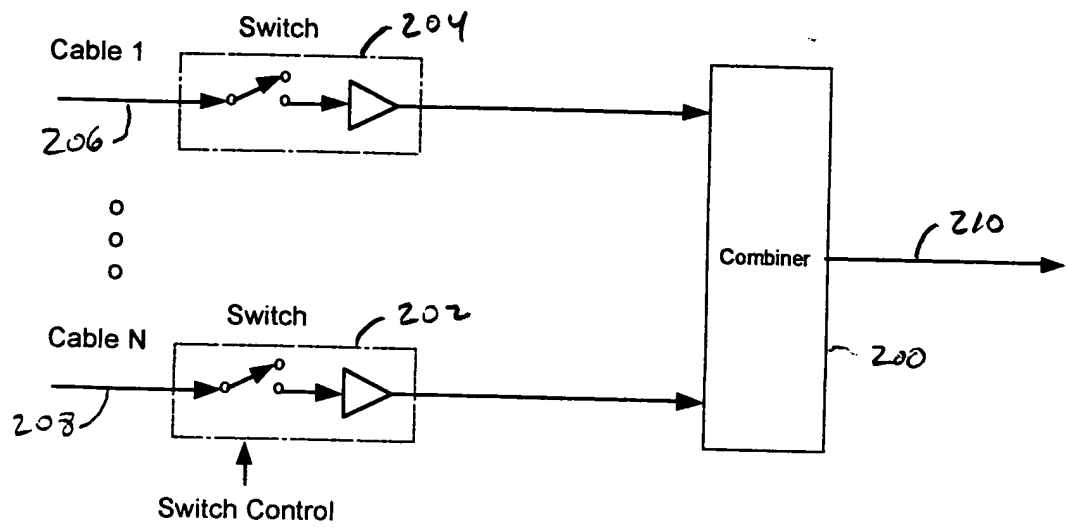 Switch
204
Cable 1
206
210
Combiner
Switch
202
Cable N
200
208
Switch Control